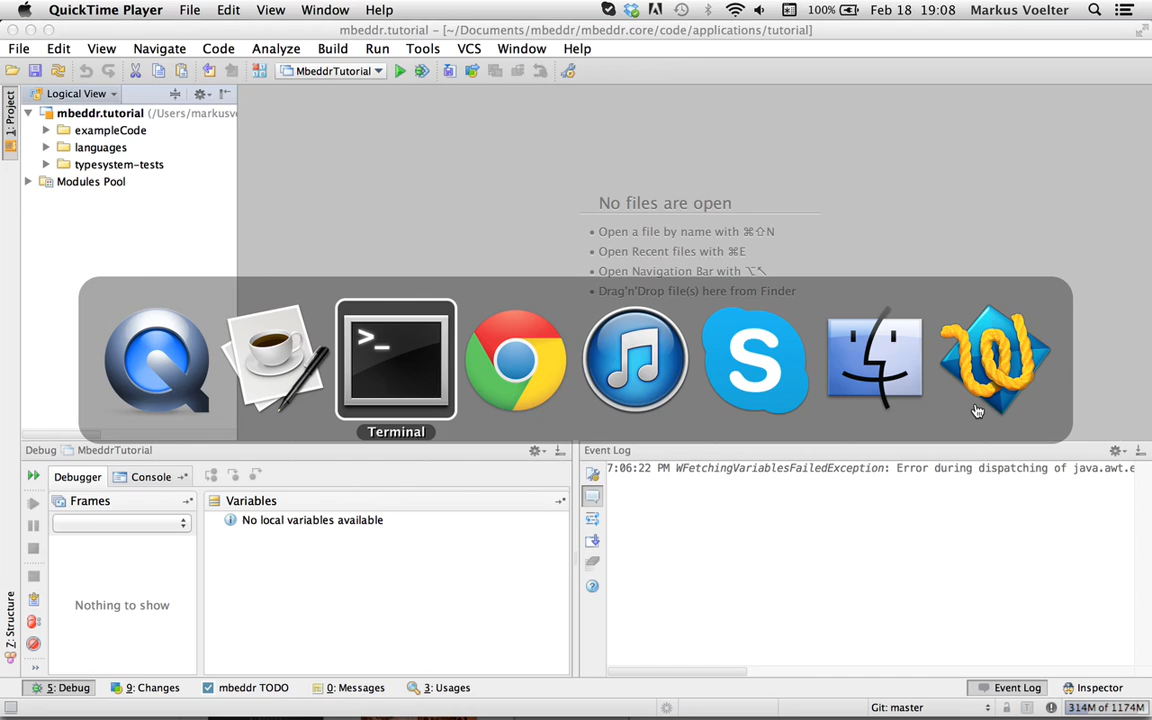 QuickTime Player File Edit View Window Help 100% Feb 18 19:08 Markus Voelter
mbeddr.tutorial - [~/Documents/mbeddr/mbeddr.core/code/applications/tutorial]
File Edit View Navigate Code Analyze Build Run Tools VCS Window Help
MbeddrTutorial
1: Project
Logical View
mbeddr.tutorial (/Users/markusv
exampleCode
languages
typesystem-tests
Modules Pool
No files are open
• Open a file by name with ⌘⇧N
• Open Recent files with ⌘E
• Open Navigation Bar with ⌥↖
• Drag'n'Drop file(s) here from Finder
>_
S
Terminal
Debug MbeddrTutorial
Event Log
Debugger Console
7:06:22 PM WFetchingVariablesFailedException: Error during dispatching of java.awt.e
Frames
Variables
No local variables available
Nothing to show
Z: Structure
5: Debug 9: Changes mbeddr TODO 0: Messages 3: Usages Event Log Inspector
Git: master T 314M of 1174M